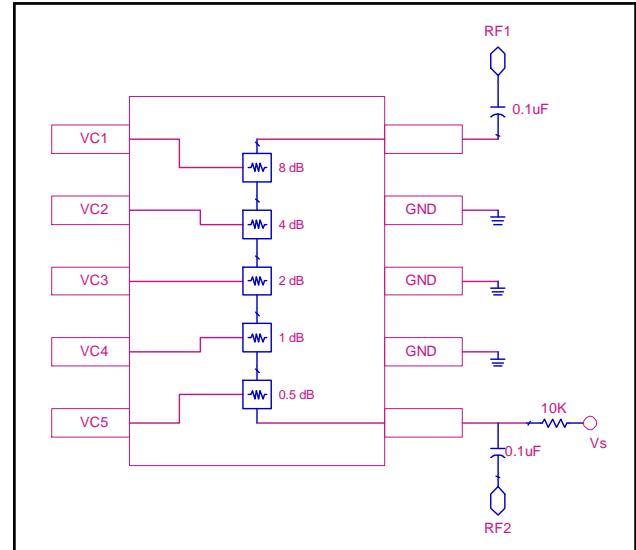 RF1
0.1uF
VC1
8 dB
VC2
4 dB
GND
VC3
2 dB
GND
VC4
1 dB
GND
VC5
0.5 dB
10K
Vs
0.1uF
RF2